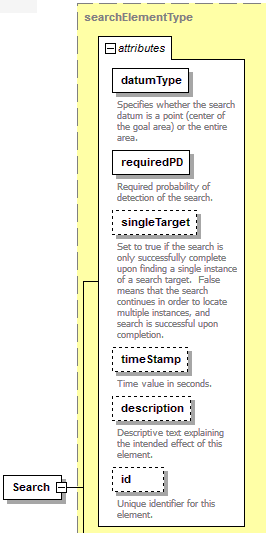 searchElementType
attributes
datumType
Specifies whether the search
datum is a point (center of
the goal area) or the entire
area.
requiredPD
Required probability of
detection of the search.
singleTarget
Set to true if the search is
only successfully complete
upon finding a single instance
of a search target.  False
means that the search
continues in order to locate
multiple instances, and
search is successful upon
completion.
timeStamp
Time value in seconds.
description
Descriptive text explaining
the intended effect of this
element.
id
Unique identifier for this
element.
Search